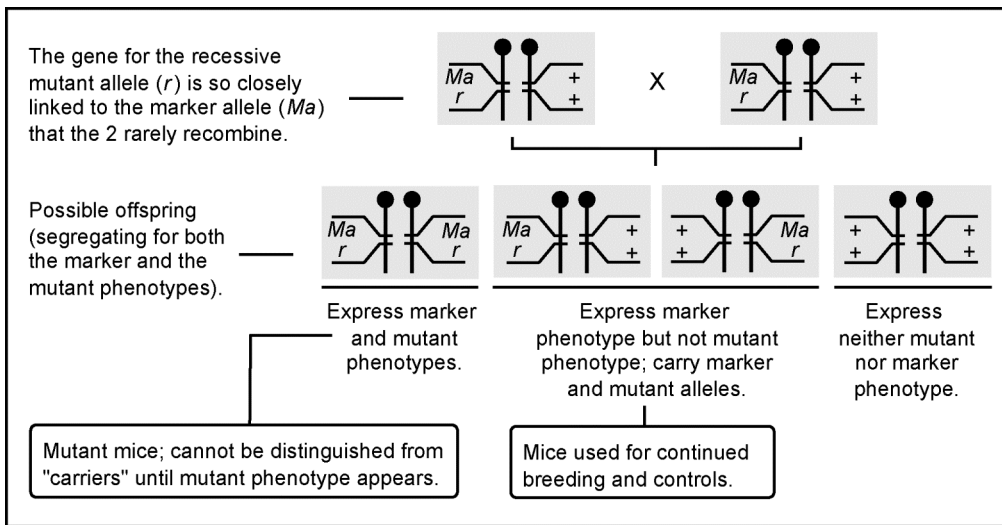 The gene for the recessive
mutant allele (r) is so closely
linked to the marker allele (Ma)
that the 2 rarely recombine.
Ma + X Ma +
r + r +
Possible offspring
(segregating for both
the marker and the
mutant phenotypes).
Ma Ma Ma + + Ma + +
r r r + + r + +
Express marker
and mutant
phenotypes.
Express marker
phenotype but not mutant
phenotype; carry marker
and mutant alleles.
Express
neither mutant
nor marker
phenotype.
Mutant mice; cannot be distinguished from
"carriers" until mutant phenotype appears.
Mice used for continued
breeding and controls.